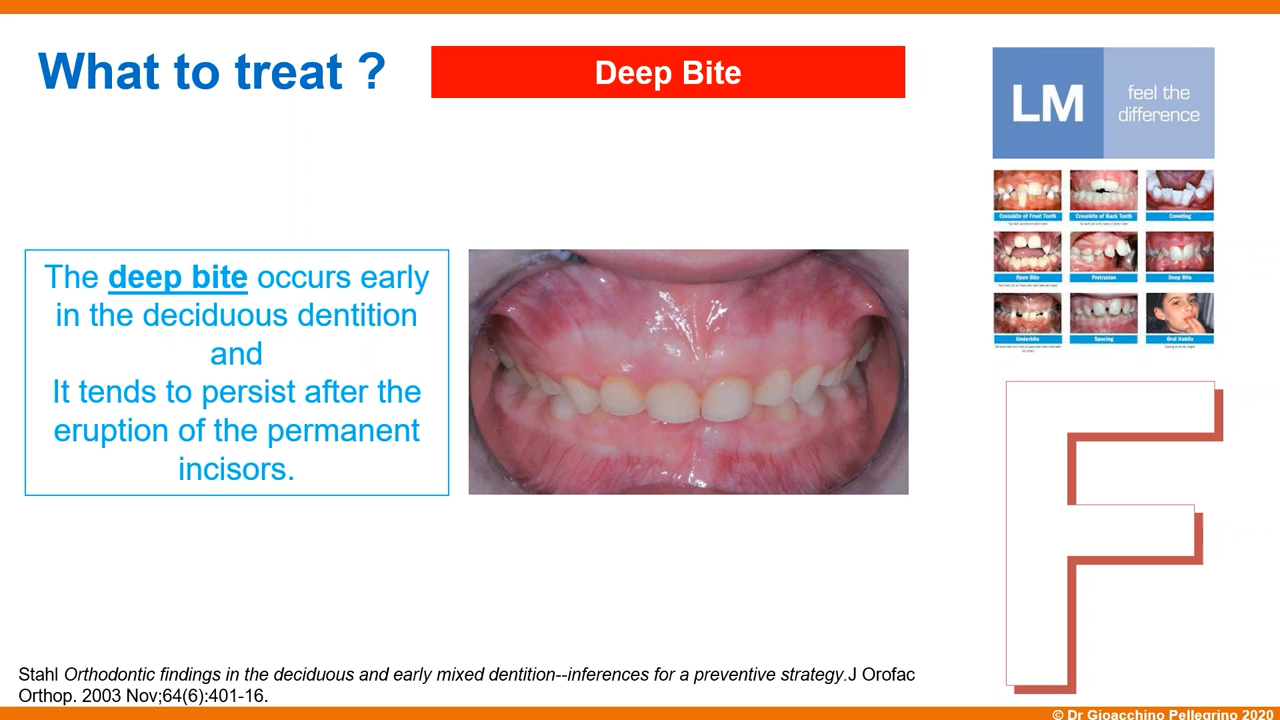 What to treat ?
Deep Bite
LM
feel the
difference
The deep bite occurs early
in the deciduous dentition
and
It tends to persist after the
eruption of the permanent
incisors.
Crossbite of Front Teeth
Crossbite of Back Teeth
Crowding
Open Bite
Protrusion
Deep Bite
Underbite
Spacing
Oral Habits
F
Stahl Orthodontic findings in the deciduous and early mixed dentition--inferences for a preventive strategy.J Orofac
Orthop. 2003 Nov;64(6):401-16.
© Dr Gioacchino Pellegrino 2020